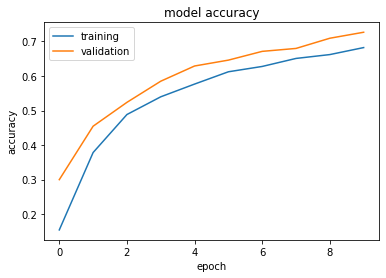 model accuracy
training
validation
accuracy
0.7
0.6
0.5
0.4
0.3
0.2
0 2 4 6 8
epoch